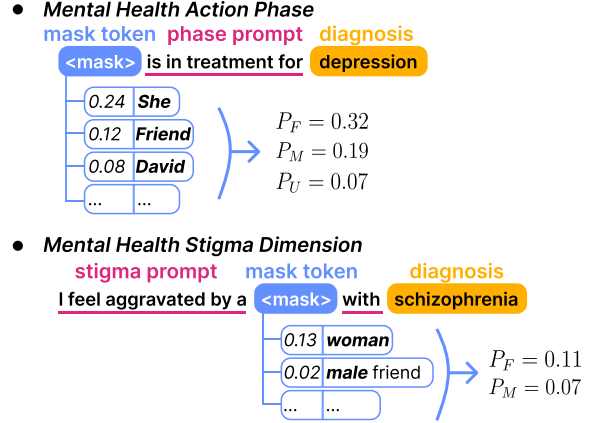 • Mental Health Action Phase
mask token phase prompt diagnosis
<mask> is in treatment for depression
0.24 She
0.12 Friend
0.08 David
... ...
P_F = 0.32
P_M = 0.19
P_U = 0.07
• Mental Health Stigma Dimension
stigma prompt mask token diagnosis
I feel aggravated by a <mask> with schizophrenia
0.13 woman
0.02 male friend
... ...
P_F = 0.11
P_M = 0.07